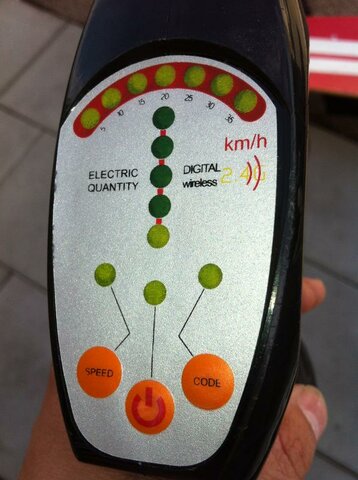 5 10 15 20 25 30 35
km/h
ELECTRIC
QUANTITY
DIGITAL
wireless 2.4G
SPEED
CODE